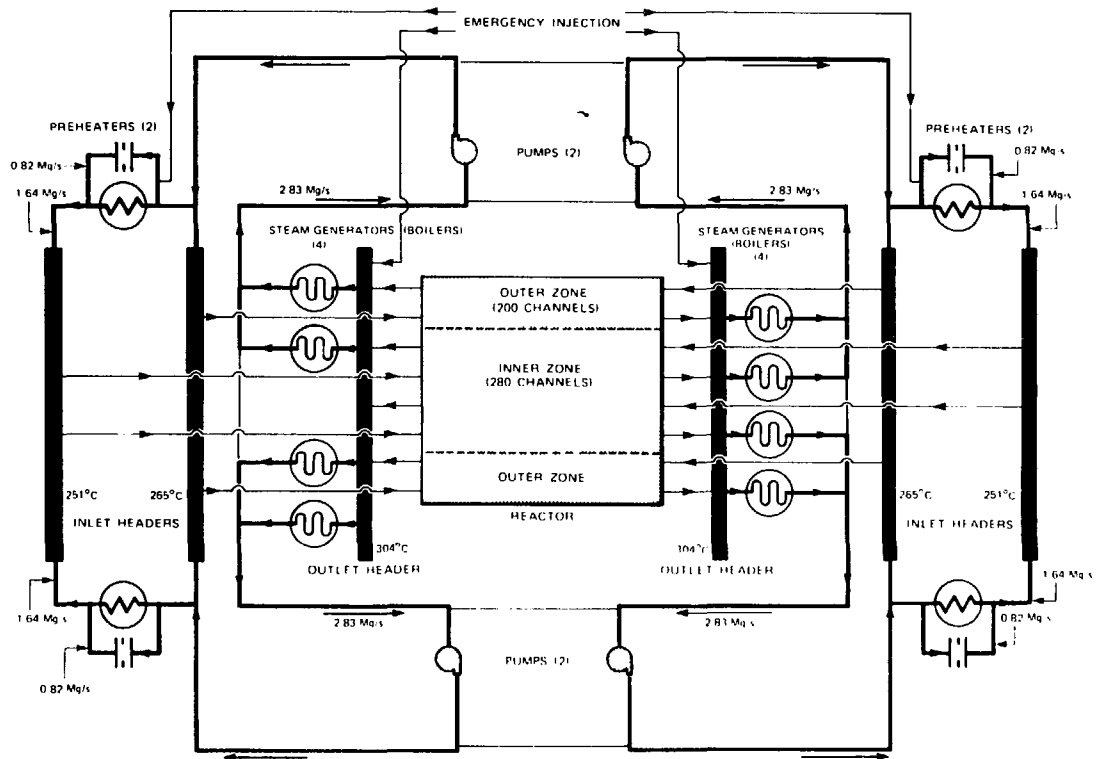 EMERGENCY INJECTION
PREHEATERS (2)
0.82 Mg/s
1.64 Mg/s
PUMPS (2)
PREHEATERS (2)
0.82 Mg/s
1.64 Mg/s
2.83 Mg/s
2.83 Mg/s
STEAM GENERATORS (BOILERS)
(4)
STEAM GENERATORS
(BOILERS)
(4)
OUTER ZONE
(200 CHANNELS)
INNER ZONE
(280 CHANNELS)
OUTER ZONE
REACTOR
251°C
265°C
INLET HEADERS
304°C
OUTLET HEADER
304°C
OUTLET HEADER
265°C
251°C
INLET HEADERS
1.64 Mg/s
0.82 Mg/s
2.83 Mg/s
PUMPS (2)
2.83 Mg/s
1.64 Mg/s
0.82 Mg/s